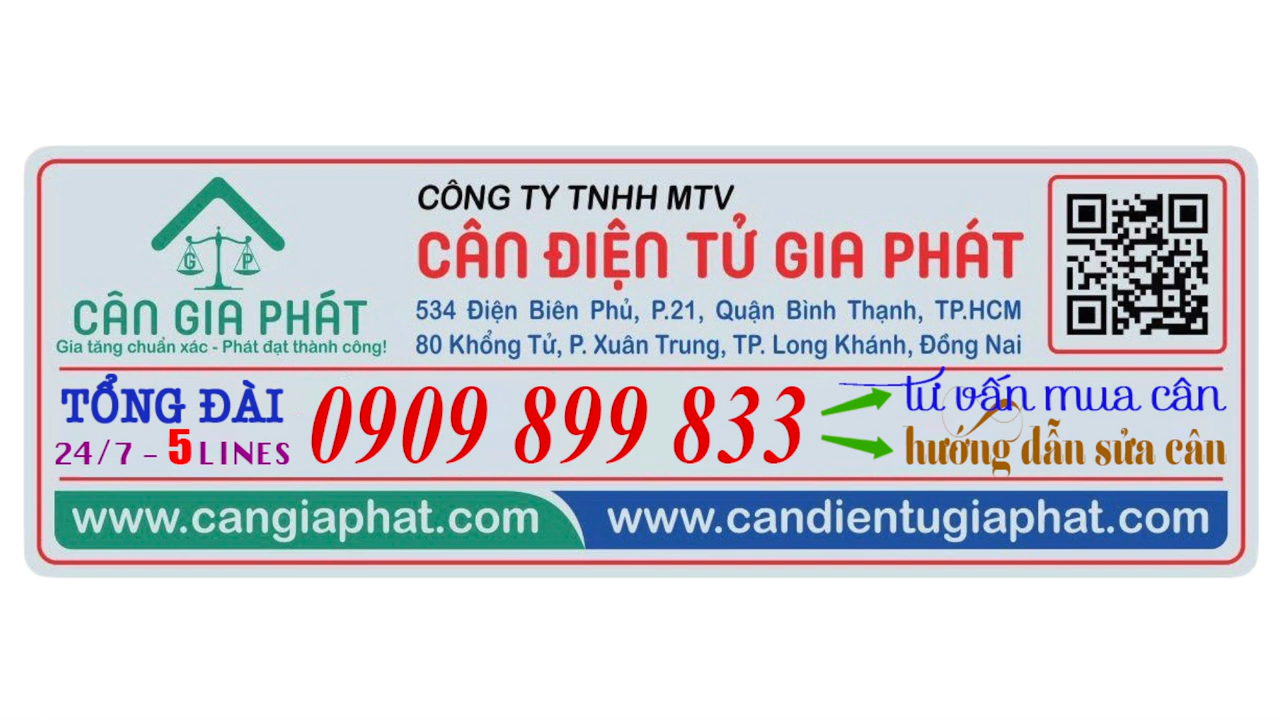 G P
CÂN GIA PHÁT
Gia tăng chuẩn xác - Phát đạt thành công!
CÔNG TY TNHH MTV
CÂN ĐIỆN TỬ GIA PHÁT
534 Điện Biên Phủ, P.21, Quận Bình Thạnh, TP.HCM
80 Khổng Tử, P. Xuân Trung, TP. Long Khánh, Đồng Nai
TỔNG ĐÀI
24/7 - 5 LINES
0909 899 833
tư vấn mua cân
hướng dẫn sửa cân
www.cangiaphat.com
www.candientugiaphat.com